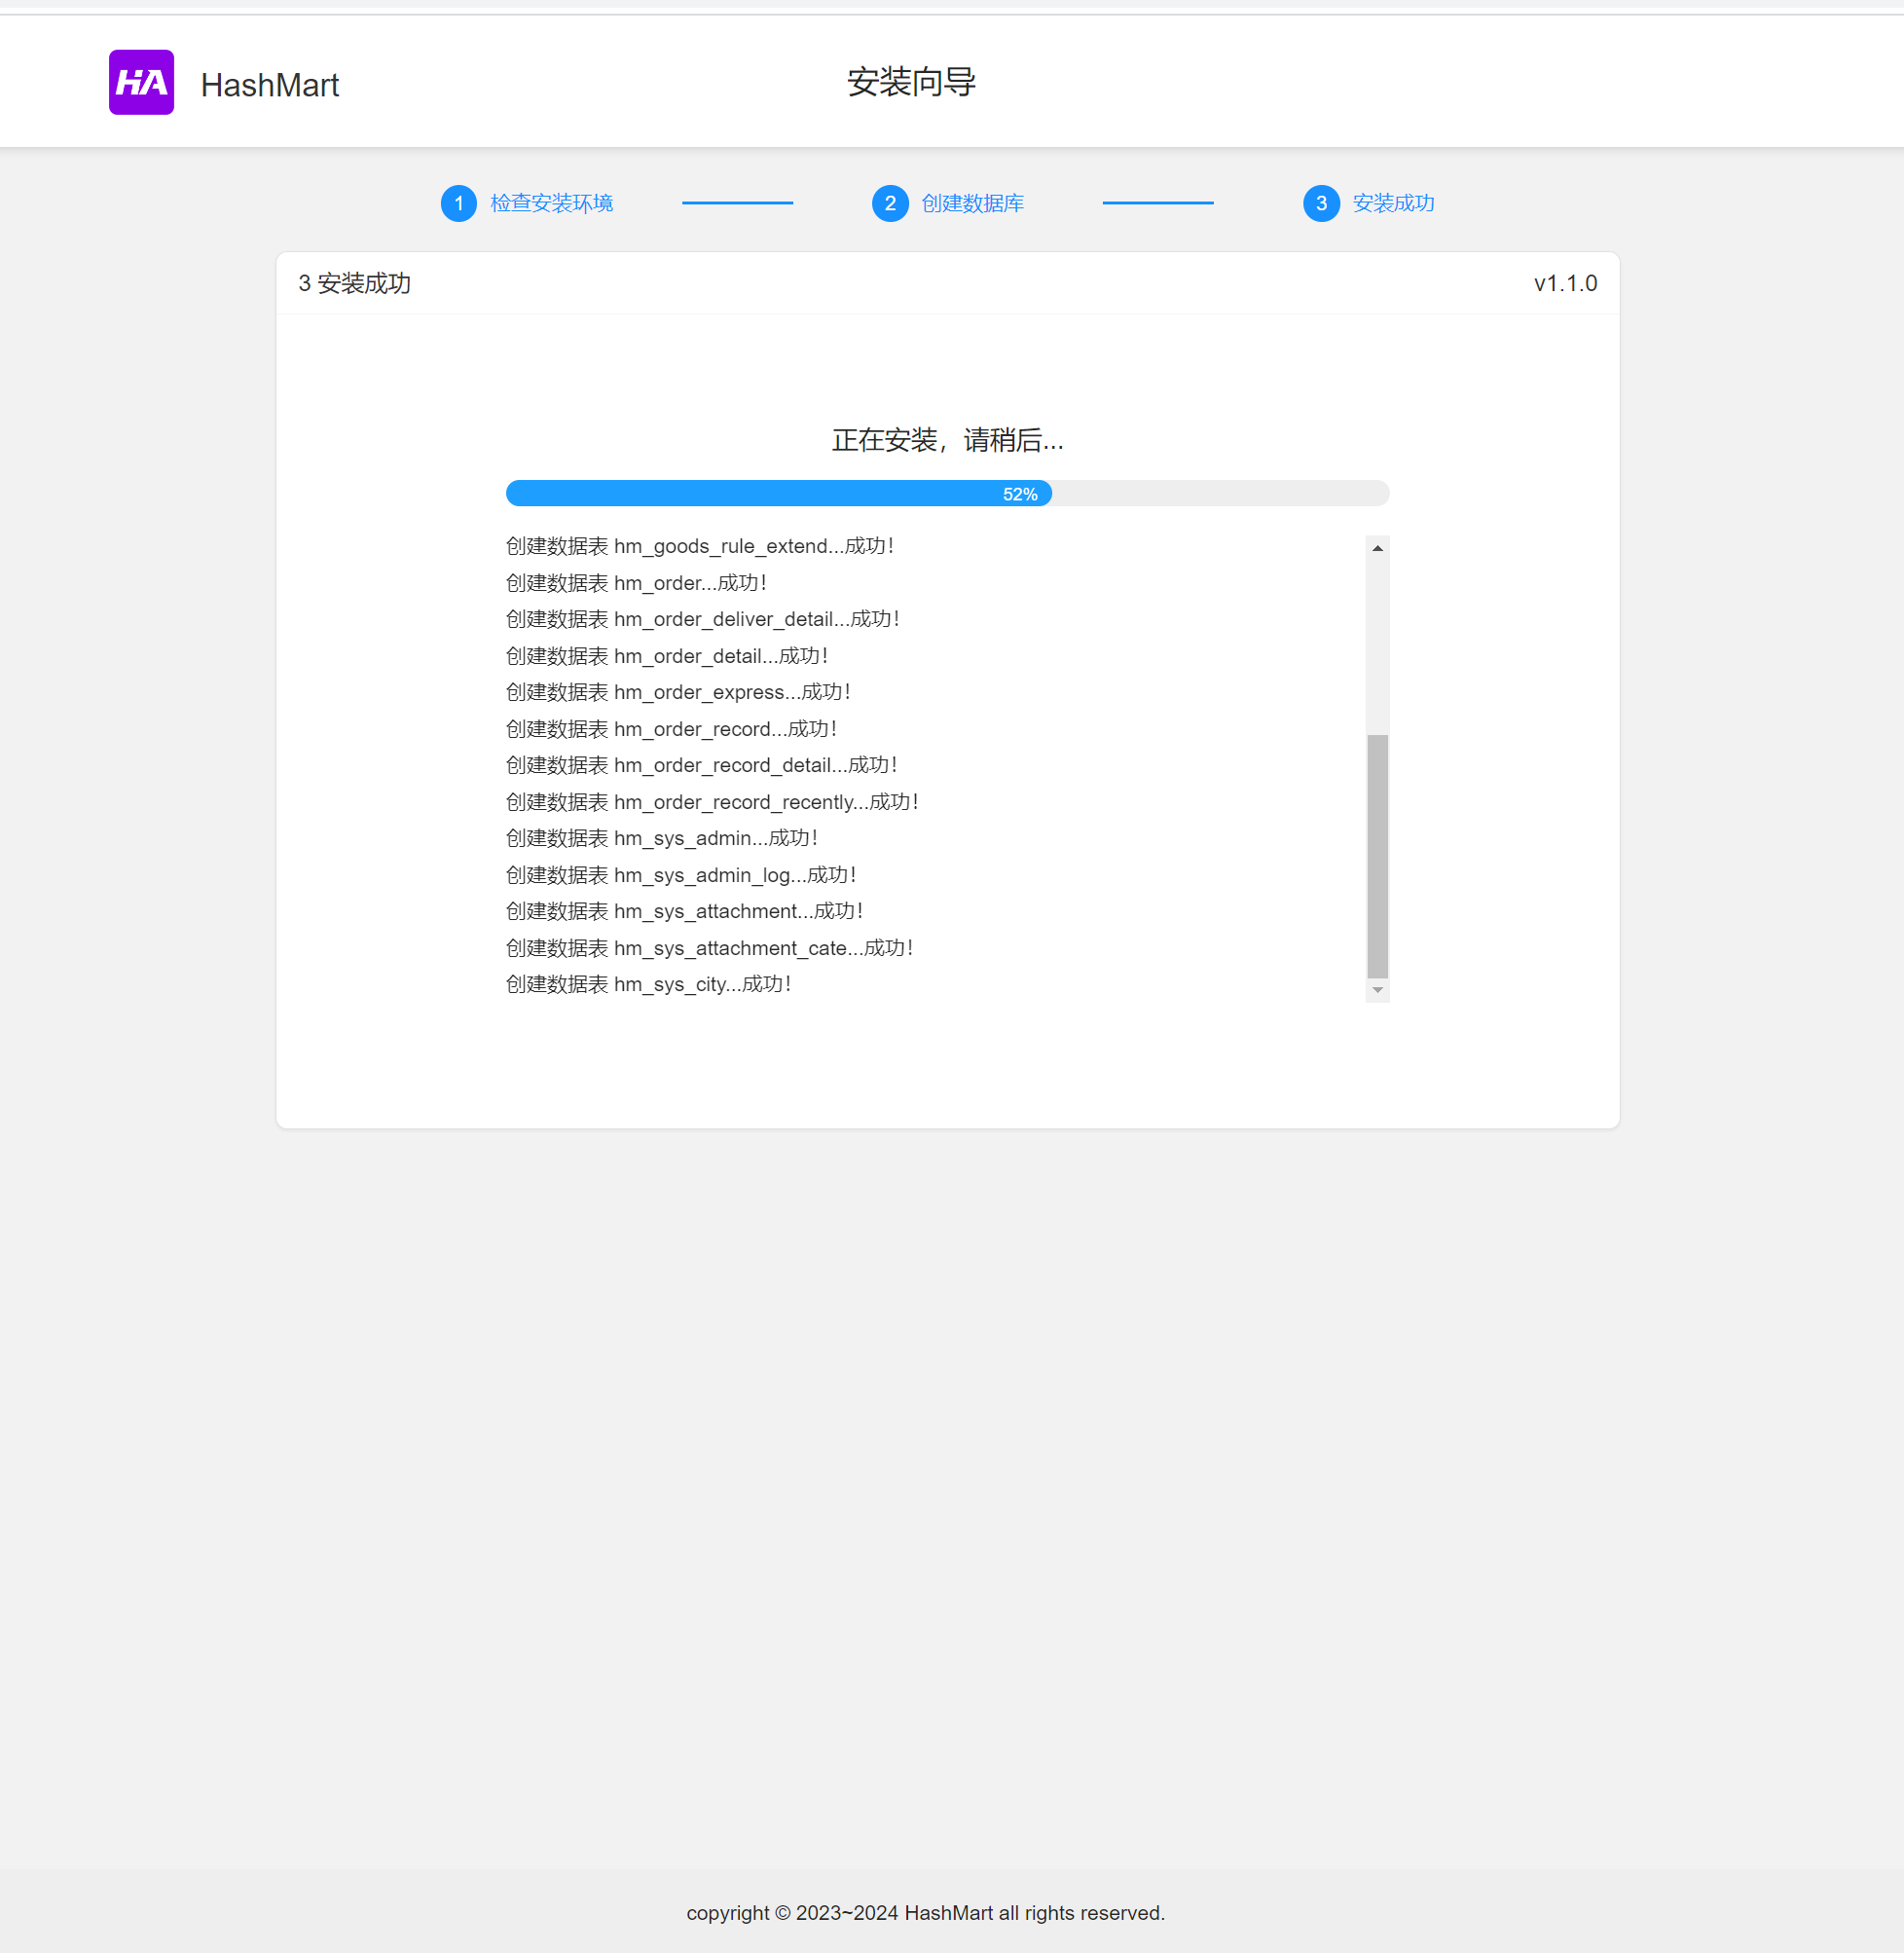 HA HashMart 安装向导
1 检查安装环境 2 创建数据库 3 安装成功
3 安装成功 v1.1.0
正在安装，请稍后...
52%
创建数据表 hm_goods_rule_extend...成功！
创建数据表 hm_order...成功！
创建数据表 hm_order_deliver_detail...成功！
创建数据表 hm_order_detail...成功！
创建数据表 hm_order_express...成功！
创建数据表 hm_order_record...成功！
创建数据表 hm_order_record_detail...成功！
创建数据表 hm_order_record_recently...成功！
创建数据表 hm_sys_admin...成功！
创建数据表 hm_sys_admin_log...成功！
创建数据表 hm_sys_attachment...成功！
创建数据表 hm_sys_attachment_cate...成功！
创建数据表 hm_sys_city...成功！
copyright © 2023~2024 HashMart all rights reserved.